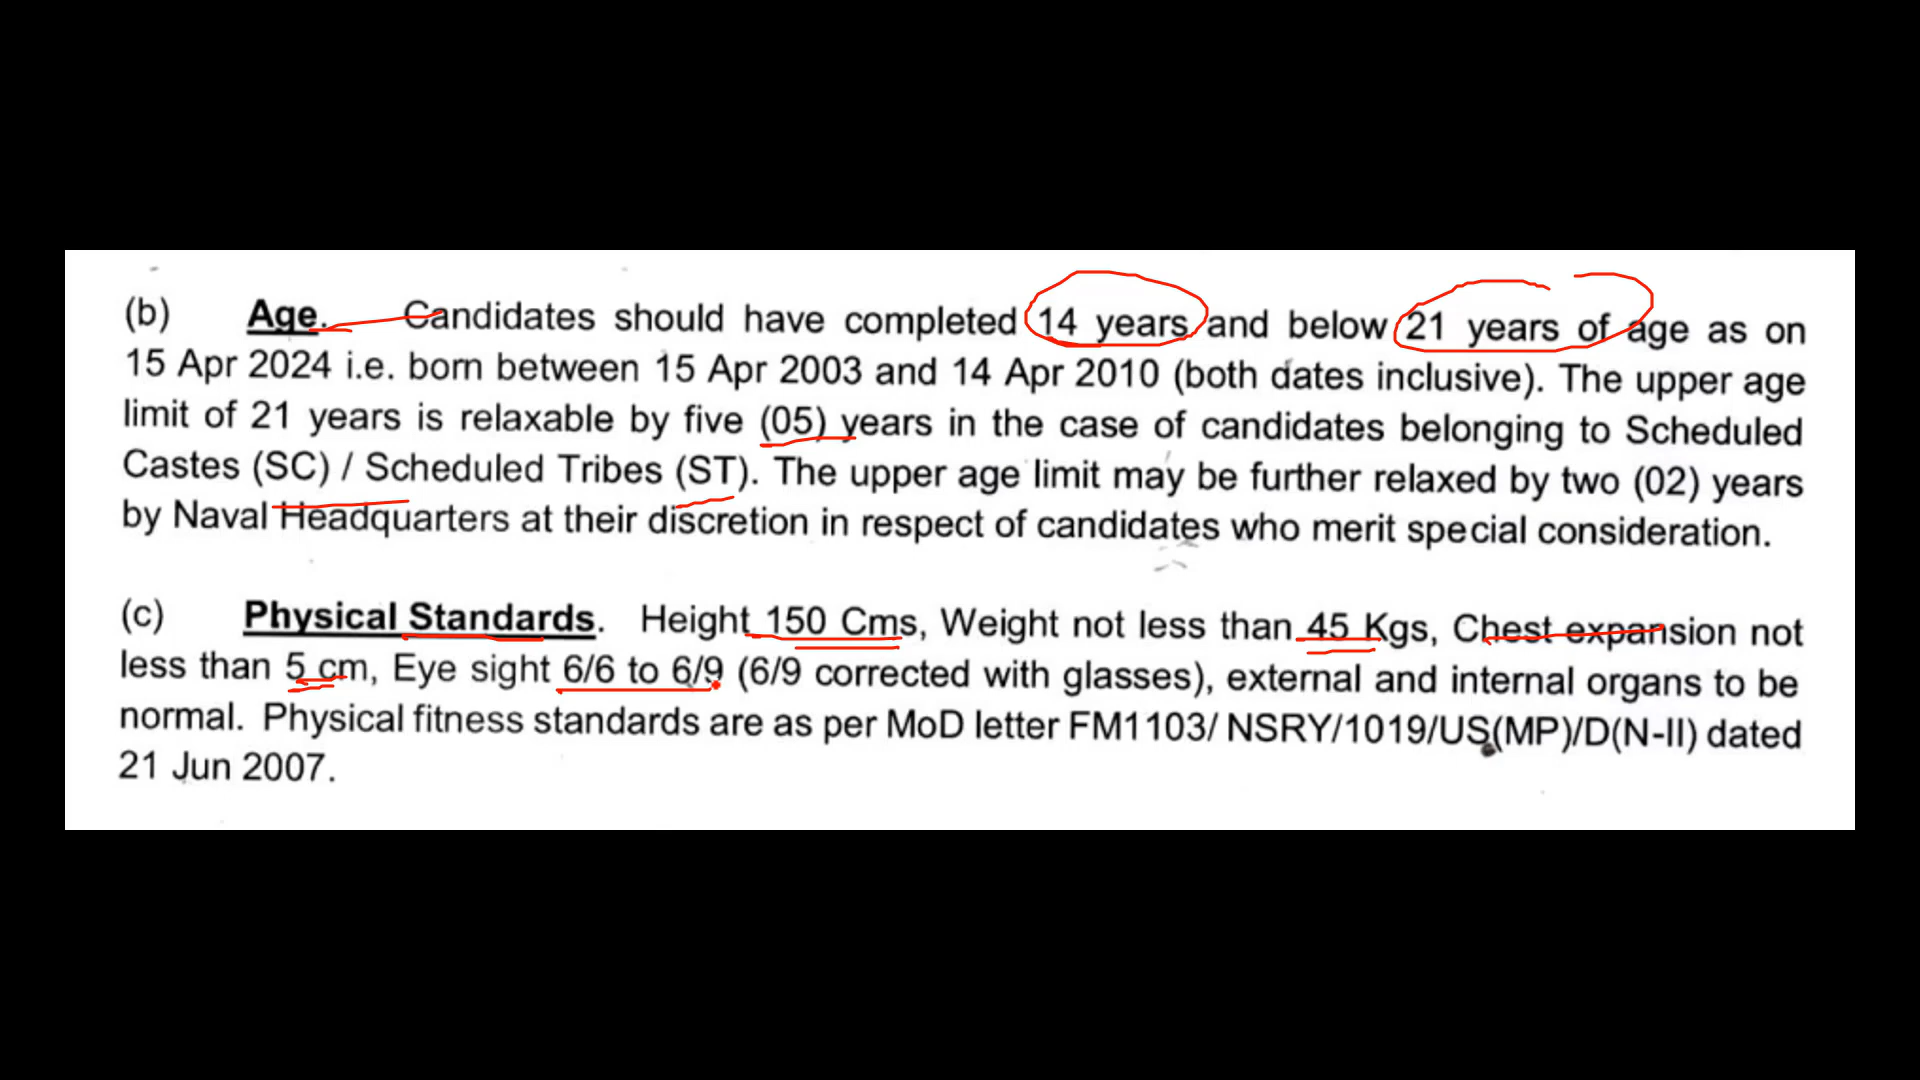 (b) Age. Candidates should have completed 14 years and below 21 years of age as on
15 Apr 2024 i.e. born between 15 Apr 2003 and 14 Apr 2010 (both dates inclusive). The upper age
limit of 21 years is relaxable by five (05) years in the case of candidates belonging to Scheduled
Castes (SC) / Scheduled Tribes (ST). The upper age limit may be further relaxed by two (02) years
by Naval Headquarters at their discretion in respect of candidates who merit special consideration.
(c) Physical Standards. Height 150 Cms, Weight not less than 45 Kgs, Chest expansion not
less than 5 cm, Eye sight 6/6 to 6/9 (6/9 corrected with glasses), external and internal organs to be
normal. Physical fitness standards are as per MoD letter FM1103/ NSRY/1019/US(MP)/D(N-II) dated
21 Jun 2007.